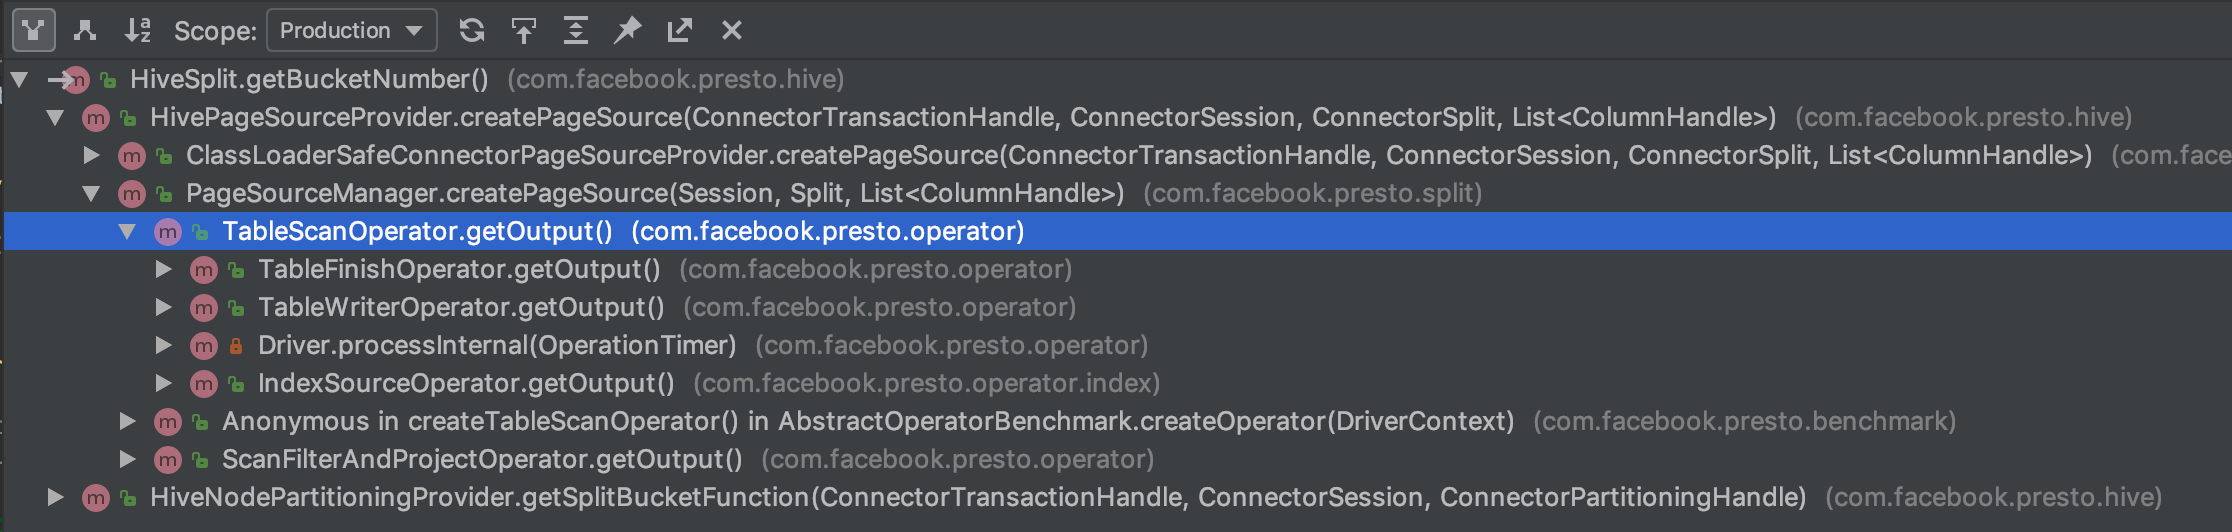 Scope: Production
HiveSplit.getBucketNumber() (com.facebook.presto.hive)
HivePageSourceProvider.createPageSource(ConnectorTransactionHandle, ConnectorSession, ConnectorSplit, List<ColumnHandle>) (com.facebook.presto.hive)
ClassLoaderSafeConnectorPageSourceProvider.createPageSource(ConnectorTransactionHandle, ConnectorSession, ConnectorSplit, List<ColumnHandle>) (com.face
PageSourceManager.createPageSource(Session, Split, List<ColumnHandle>) (com.facebook.presto.split)
TableScanOperator.getOutput() (com.facebook.presto.operator)
TableFinishOperator.getOutput() (com.facebook.presto.operator)
TableWriterOperator.getOutput() (com.facebook.presto.operator)
Driver.processInternal(OperationTimer) (com.facebook.presto.operator)
IndexSourceOperator.getOutput() (com.facebook.presto.operator.index)
Anonymous in createTableScanOperator() in AbstractOperatorBenchmark.createOperator(DriverContext) (com.facebook.presto.benchmark)
ScanFilterAndProjectOperator.getOutput() (com.facebook.presto.operator)
HiveNodePartitioningProvider.getSplitBucketFunction(ConnectorTransactionHandle, ConnectorSession, ConnectorPartitioningHandle) (com.facebook.presto.hive)